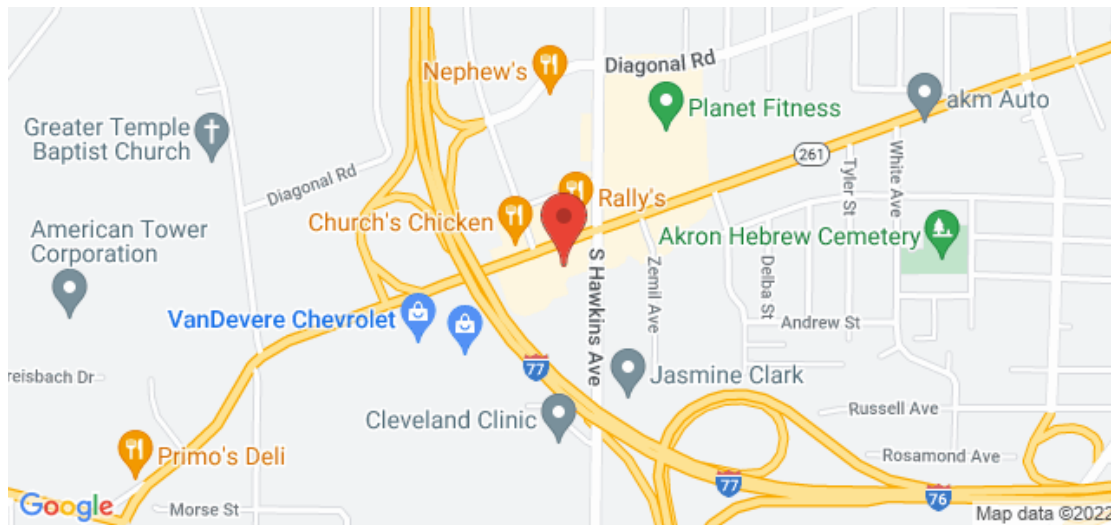 Diagonal Rd
Nephew's
Planet Fitness
akm Auto
Greater Temple
Baptist Church
261
White Ave
Tyler St
Diagonal Rd
Rally's
Church's Chicken
American Tower
Corporation
Akron Hebrew Cemetery
S Hawkins Ave
Zemil Ave
Delba St
VanDevere Chevrolet
Andrew St
77
Jasmine Clark
reisbach Dr
Cleveland Clinic
Russell Ave
Primo's Deli
Rosamond Ave
77
76
Google
Morse St
Map data ©2022